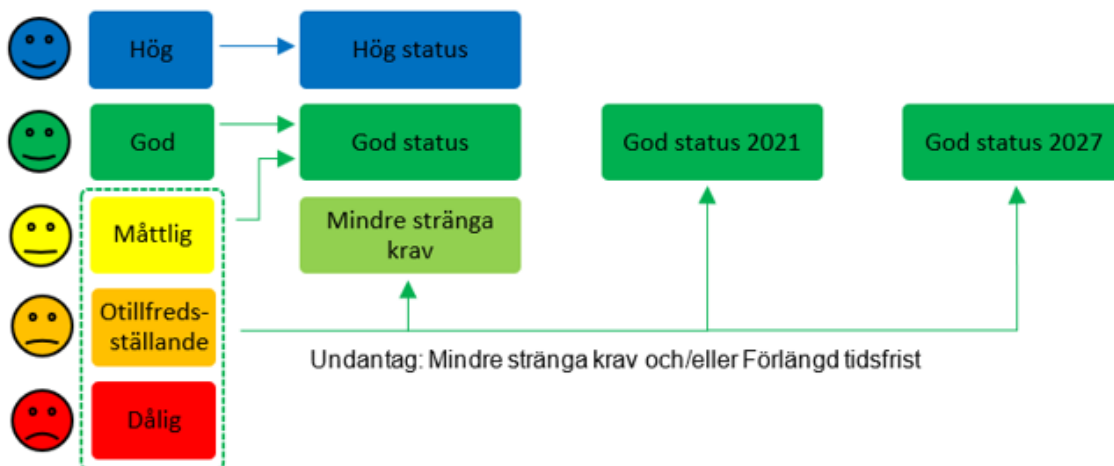 Hög
Hög status
God
God status
God status 2021
God status 2027
Måttlig
Mindre stränga
krav
Otillfreds-
ställande
Undantag: Mindre stränga krav och/eller Förlängd tidsfrist
Dålig